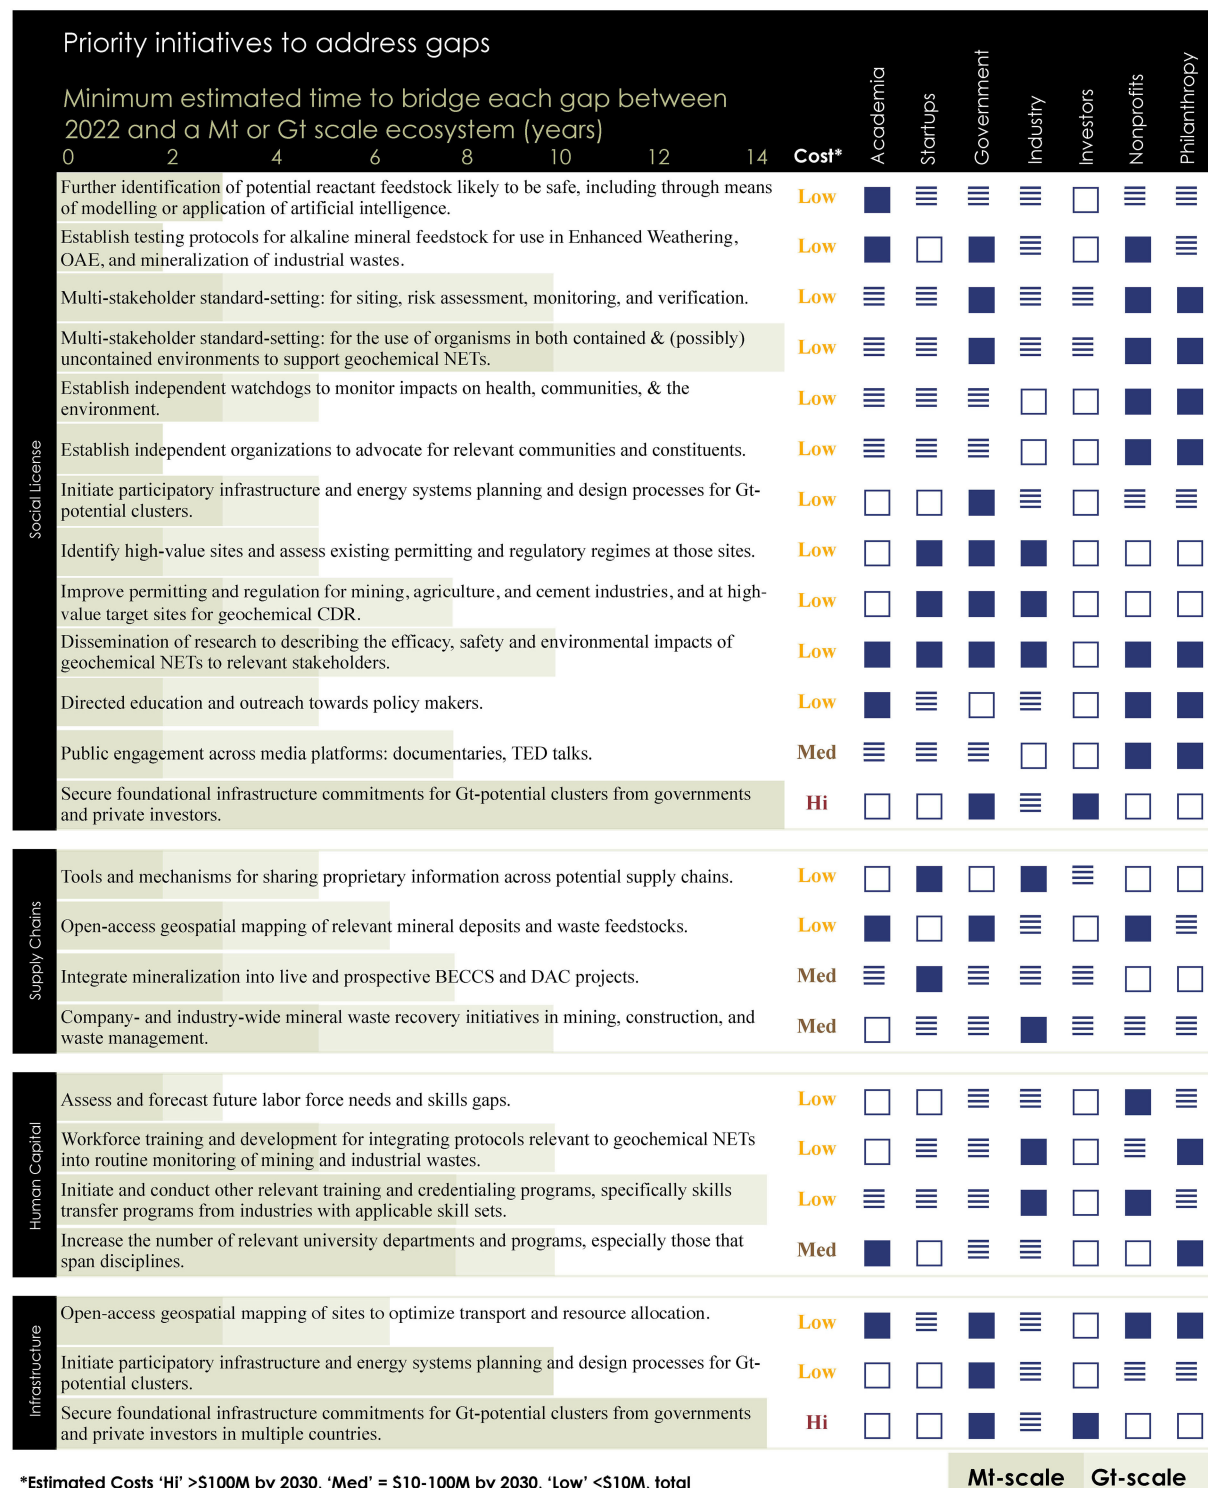 Priority initiatives to address gaps
Minimum estimated time to bridge each gap between
2022 and a Mt or Gt scale ecosystem (years)
0 2 4 6 8 10 12 14 Cost* Academia Startups Government Industry Investors Nonprofits Philanthropy
Social License
Further identification of potential reactant feedstock likely to be safe, including through means
of modelling or application of artificial intelligence.
Low
Establish testing protocols for alkaline mineral feedstock for use in Enhanced Weathering,
OAE, and mineralization of industrial wastes.
Low
Multi-stakeholder standard-setting: for siting, risk assessment, monitoring, and verification.
Low
Multi-stakeholder standard-setting: for the use of organisms in both contained & (possibly)
uncontained environments to support geochemical NETs.
Low
Establish independent watchdogs to monitor impacts on health, communities, & the
environment.
Low
Establish independent organizations to advocate for relevant communities and constituents.
Low
Initiate participatory infrastructure and energy systems planning and design processes for Gt-
potential clusters.
Low
Identify high-value sites and assess existing permitting and regulatory regimes at those sites.
Low
Improve permitting and regulation for mining, agriculture, and cement industries, and at high-
value target sites for geochemical CDR.
Low
Dissemination of research to describing the efficacy, safety and environmental impacts of
geochemical NETs to relevant stakeholders.
Low
Directed education and outreach towards policy makers.
Low
Public engagement across media platforms: documentaries, TED talks.
Med
Secure foundational infrastructure commitments for Gt-potential clusters from governments
and private investors.
Hi
Supply Chains
Tools and mechanisms for sharing proprietary information across potential supply chains.
Low
Open-access geospatial mapping of relevant mineral deposits and waste feedstocks.
Low
Integrate mineralization into live and prospective BECCS and DAC projects.
Med
Company- and industry-wide mineral waste recovery initiatives in mining, construction, and
waste management.
Med
Human Capital
Assess and forecast future labor force needs and skills gaps.
Low
Workforce training and development for integrating protocols relevant to geochemical NETs
into routine monitoring of mining and industrial wastes.
Low
Initiate and conduct other relevant training and credentialing programs, specifically skills
transfer programs from industries with applicable skill sets.
Low
Increase the number of relevant university departments and programs, especially those that
span disciplines.
Med
Infrastructure
Open-access geospatial mapping of sites to optimize transport and resource allocation.
Low
Initiate participatory infrastructure and energy systems planning and design processes for Gt-
potential clusters.
Low
Secure foundational infrastructure commitments for Gt-potential clusters from governments
and private investors in multiple countries.
Hi
*Estimated Costs ‘Hi’ >$100M by 2030, ‘Med’ = $10-100M by 2030, ‘Low’ <$10M, total
Mt-scale Gt-scale